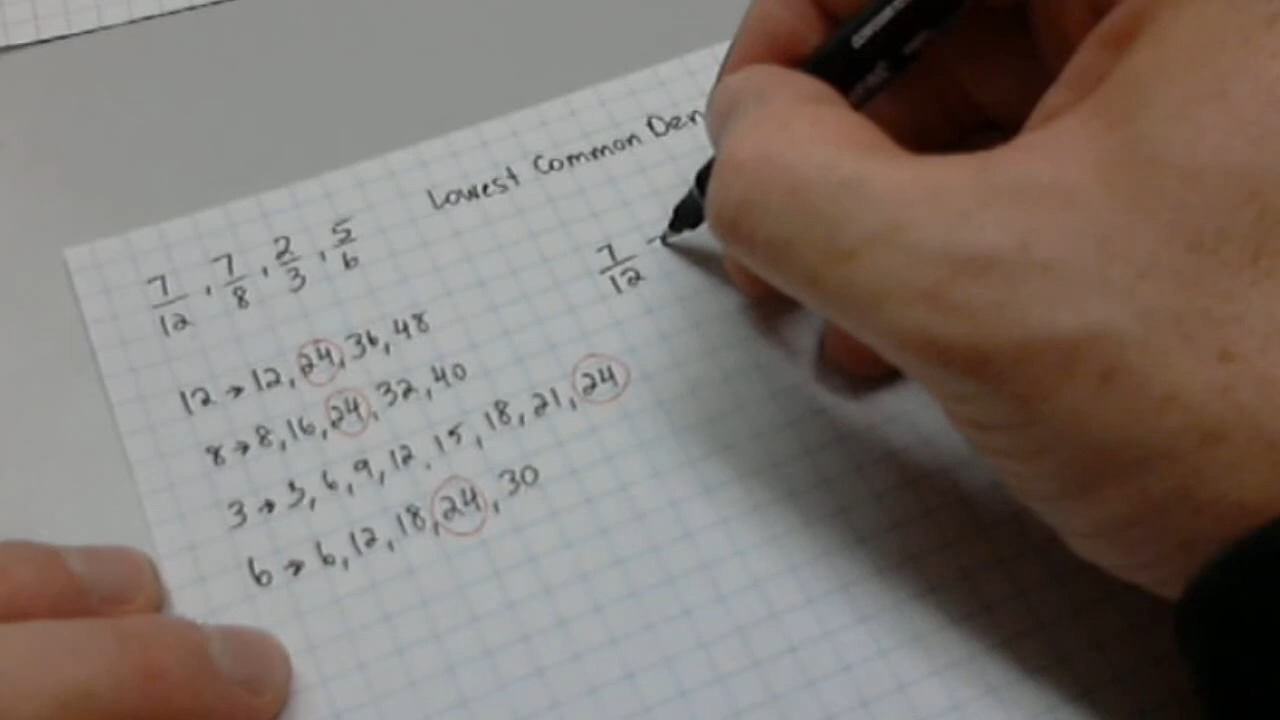 Lowest Common Den
7/12, 7/8, 2/3, 5/6
7/12
12 → 12, 24, 36, 48
8 → 8, 16, 24, 32, 40
3 → 3, 6, 9, 12, 15, 18, 21, 24
6 → 6, 12, 18, 24, 30